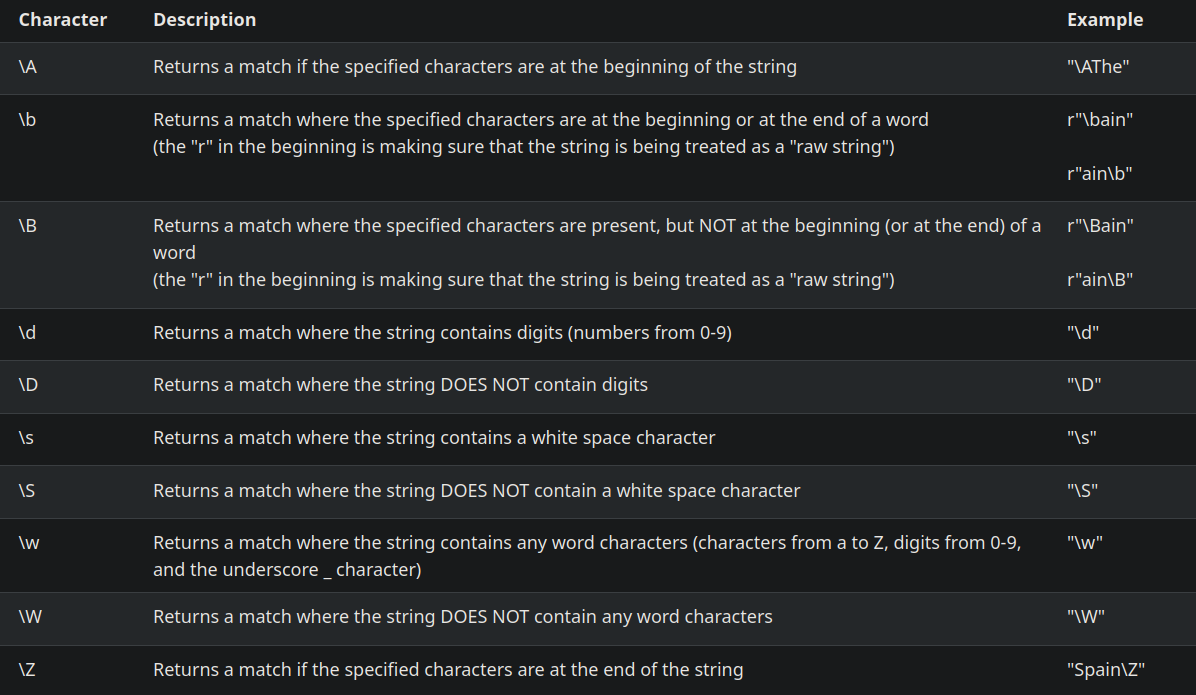 Character Description Example
\A Returns a match if the specified characters are at the beginning of the string "\AThe"
\b Returns a match where the specified characters are at the beginning or at the end of a word r"\bain"
(the "r" in the beginning is making sure that the string is being treated as a "raw string")
r"ain\b"
\B Returns a match where the specified characters are present, but NOT at the beginning (or at the end) of a r"\Bain"
word
(the "r" in the beginning is making sure that the string is being treated as a "raw string") r"ain\B"
\d Returns a match where the string contains digits (numbers from 0-9) "\d"
\D Returns a match where the string DOES NOT contain digits "\D"
\s Returns a match where the string contains a white space character "\s"
\S Returns a match where the string DOES NOT contain a white space character "\S"
\w Returns a match where the string contains any word characters (characters from a to Z, digits from 0-9, "\w"
and the underscore _ character)
\W Returns a match where the string DOES NOT contain any word characters "\W"
\Z Returns a match if the specified characters are at the end of the string "Spain\Z"